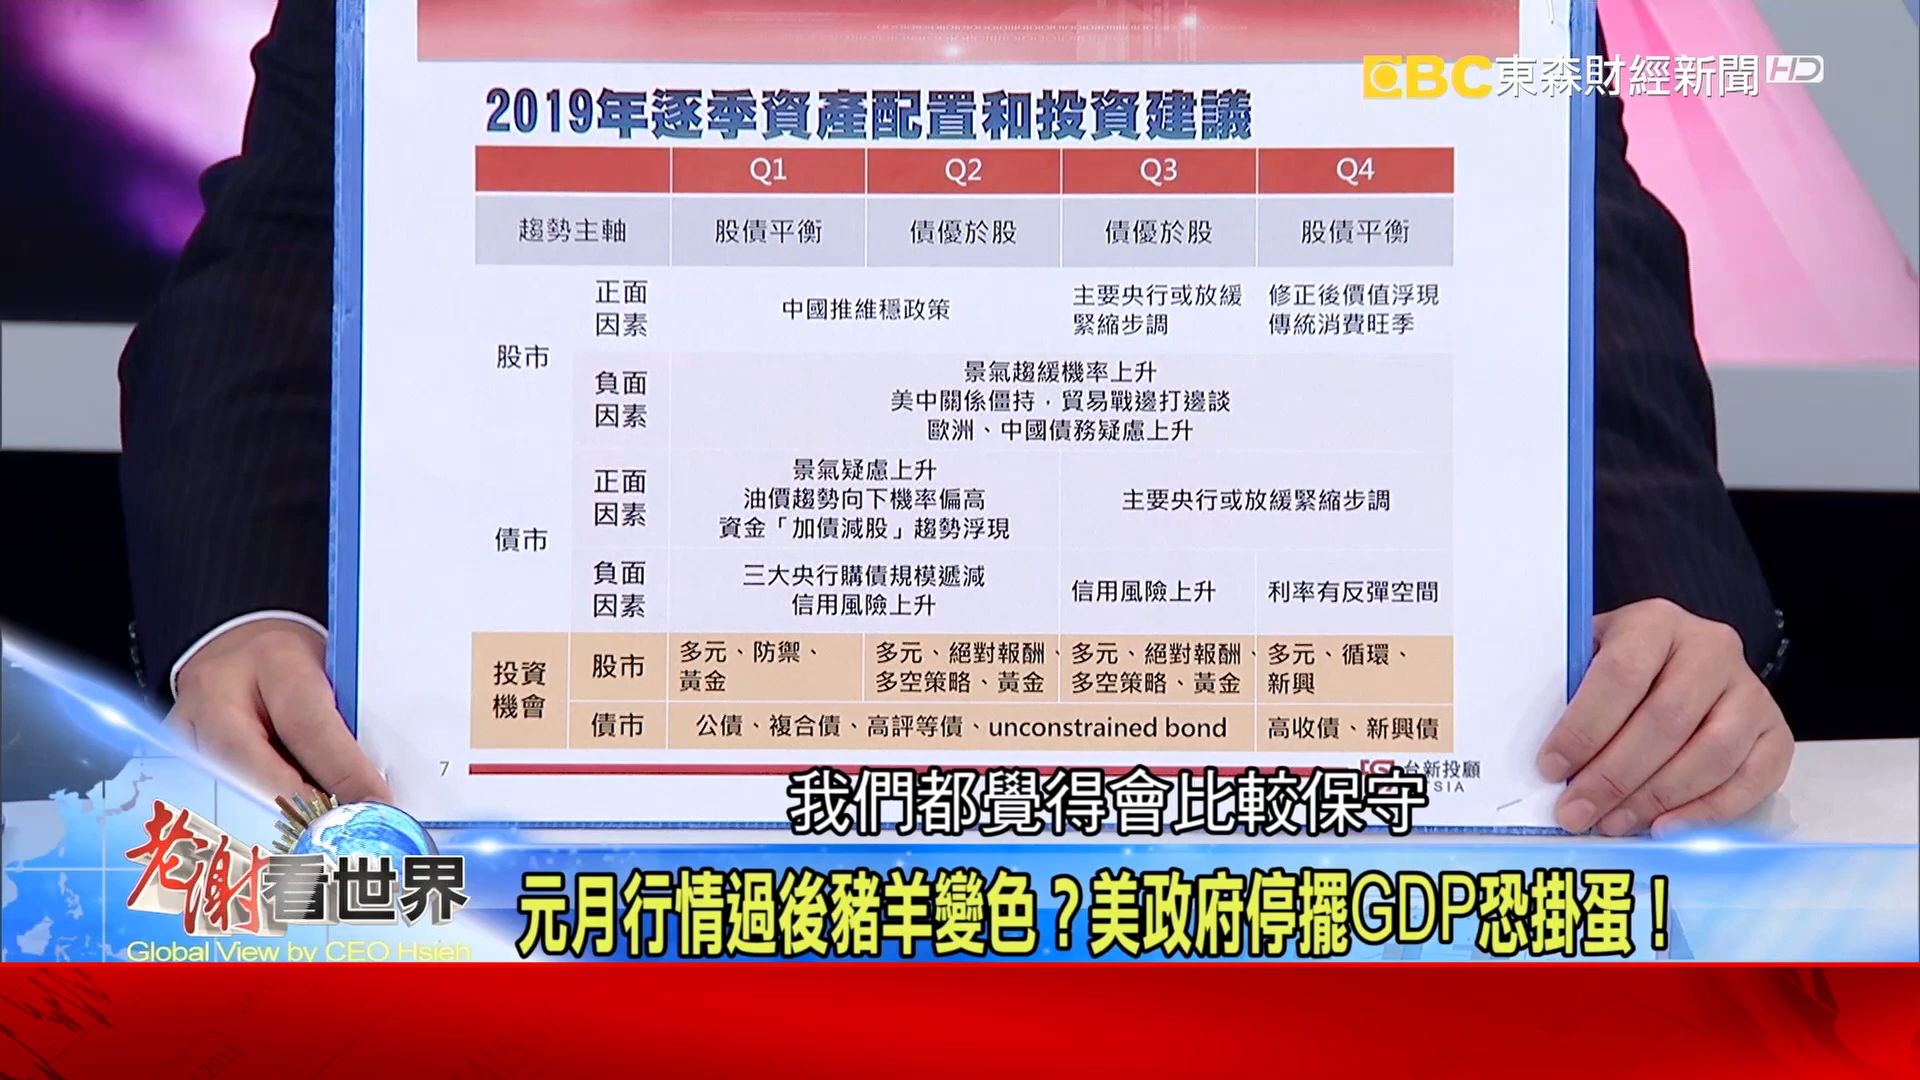 EBC 東森財經新聞 HD
2019年逐季資產配置和投資建議
Q1 Q2 Q3 Q4
趨勢主軸 股債平衡 債優於股 債優於股 股債平衡
股市
正面
因素
中國推維穩政策
主要央行或放緩
緊縮步調
修正後價值浮現
傳統消費旺季
負面
因素
景氣趨緩機率上升
美中關係僵持,貿易戰邊打邊談
歐洲、中國債務疑慮上升
債市
正面
因素
景氣疑慮上升
油價趨勢向下機率偏高
資金「加債減股」趨勢浮現
主要央行或放緩緊縮步調
負面
因素
三大央行購債規模遞減
信用風險上升
信用風險上升
利率有反彈空間
投資
機會
股市
多元、防禦、
黃金
多元、絕對報酬、
多空策略、黃金
多元、絕對報酬、
多空策略、黃金
多元、循環、
新興
債市
公債、複合債、高評等債、unconstrained bond
高收債、新興債
7
台新投顧
我們都覺得會比較保守
老謝看世界
Global View by CEO Hsieh
元月行情過後豬羊變色?美政府停擺GDP恐掛蛋!